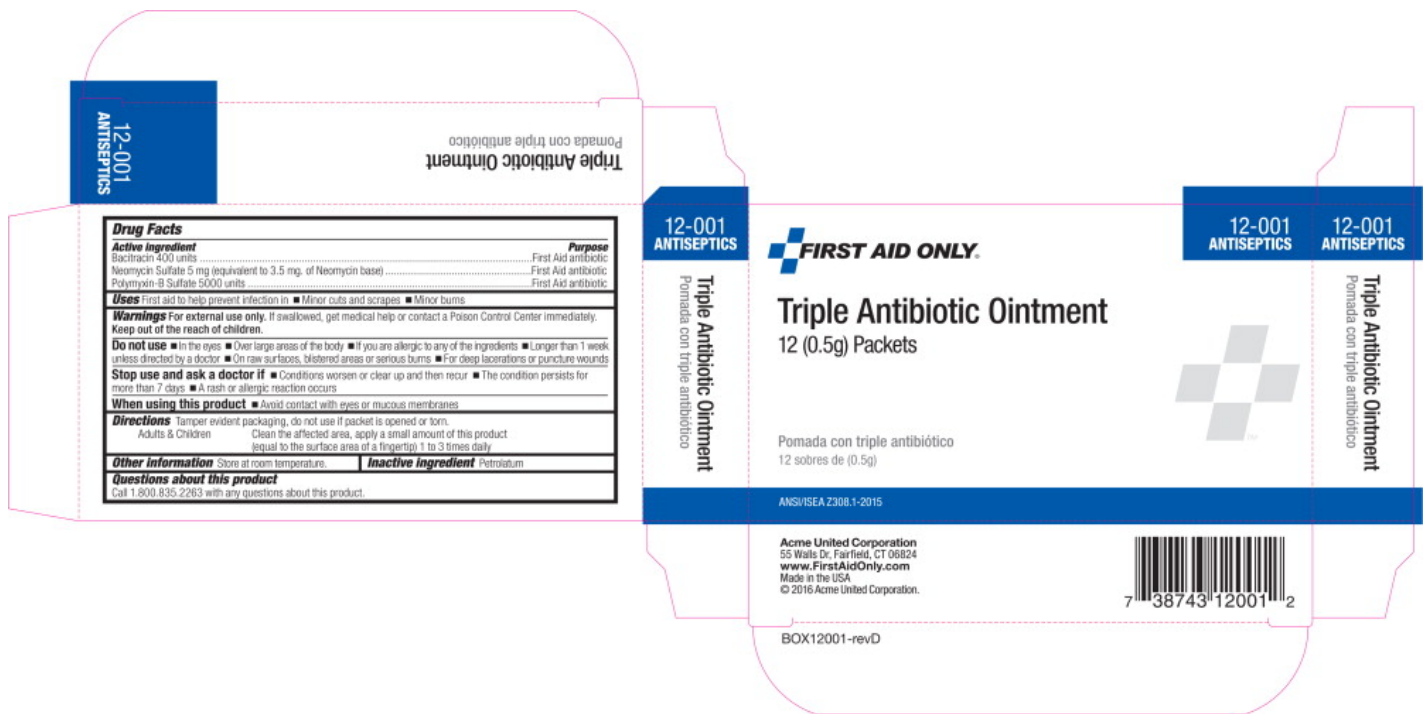 12-001
ANTISEPTICS
Triple Antibiotic Ointment
Pomada con triple antibiótico
Drug Facts
Active ingredient Purpose
Bacitracin 400 units ... First Aid antibiotic
Neomycin Sulfate 5 mg (equivalent to 3.5 mg. of Neomycin base) ... First Aid antibiotic
Polymyxin-B Sulfate 5000 units ... First Aid antibiotic
Uses First aid to help prevent infection in ■ Minor cuts and scrapes ■ Minor burns
Warnings For external use only. If swallowed, get medical help or contact a Poison Control Center immediately.
Keep out of the reach of children.
Do not use ■ In the eyes ■ Over large areas of the body ■ If you are allergic to any of the ingredients ■ Longer than 1 week
unless directed by a doctor ■ On raw surfaces, blistered areas or serious burns ■ For deep lacerations or puncture wounds
Stop use and ask a doctor if ■ Conditions worsen or clear up and then recur ■ The condition persists for
more than 7 days ■ A rash or allergic reaction occurs
When using this product ■ Avoid contact with eyes or mucous membranes
Directions Tamper evident packaging, do not use if packet is opened or torn.
Adults & Children Clean the affected area, apply a small amount of this product
(equal to the surface area of a fingertip) 1 to 3 times daily
Other information Store at room temperature. Inactive ingredient Petrolatum
Questions about this product
Call 1.800.835.2263 with any questions about this product.
12-001
ANTISEPTICS
Triple Antibiotic Ointment
Pomada con triple antibiótico
FIRST AID ONLY®
Triple Antibiotic Ointment
12 (0.5g) Packets
Pomada con triple antibiótico
12 sobres de (0.5g)
ANSI/ISEA Z308.1-2015
12-001
ANTISEPTICS
TM
12-001
ANTISEPTICS
Triple Antibiotic Ointment
Pomada con triple antibiótico
Acme United Corporation
55 Walls Dr, Fairfield, CT 06824
www.FirstAidOnly.com
Made in the USA
© 2016 Acme United Corporation.
7 38743 12001 2
BOX12001-revD